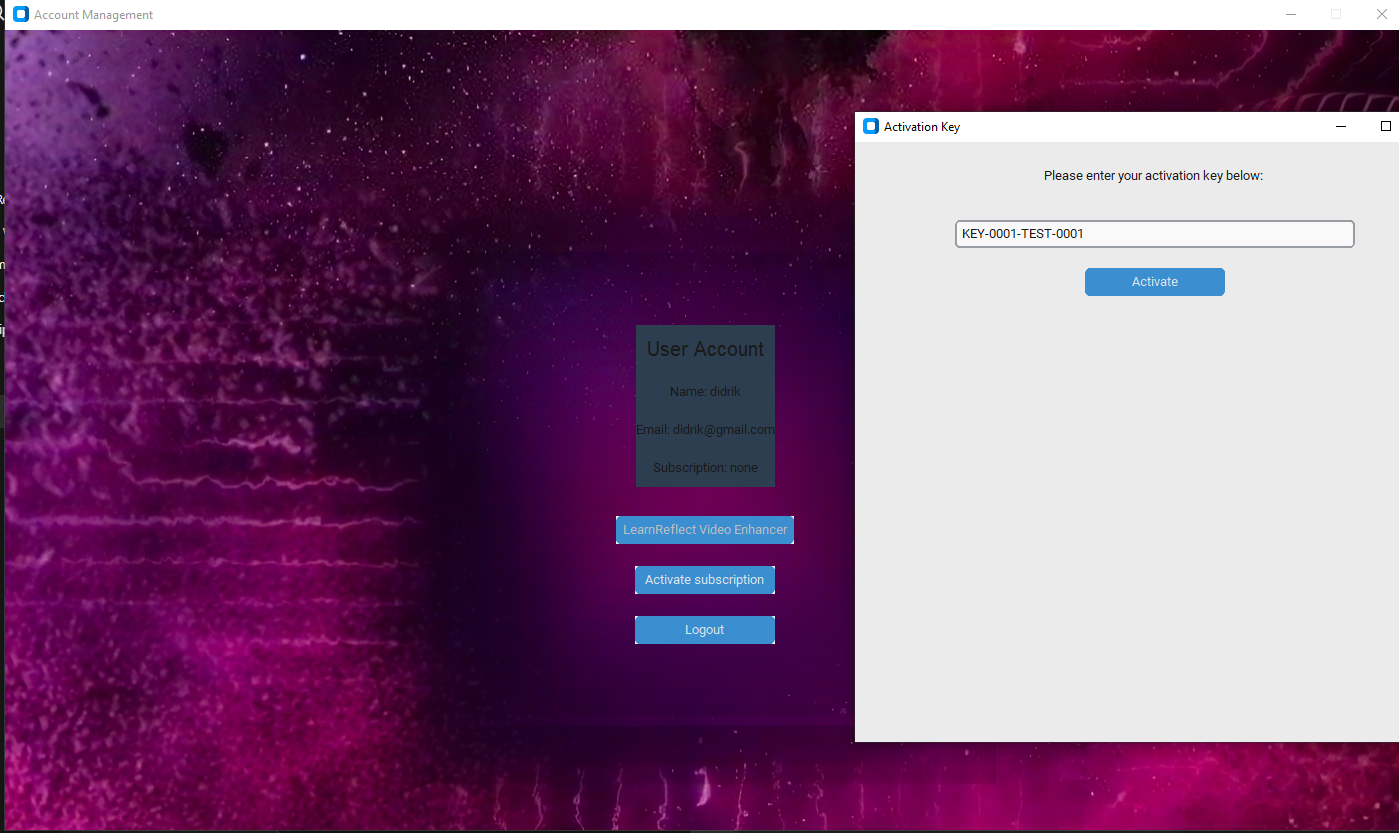 Account Management
Activation Key
Please enter your activation key below:
KEY-0001-TEST-0001
Activate
User Account
Name: didrik
Email: didrik@gmail.com
Subscription: none
LearnReflect Video Enhancer
Activate subscription
Logout